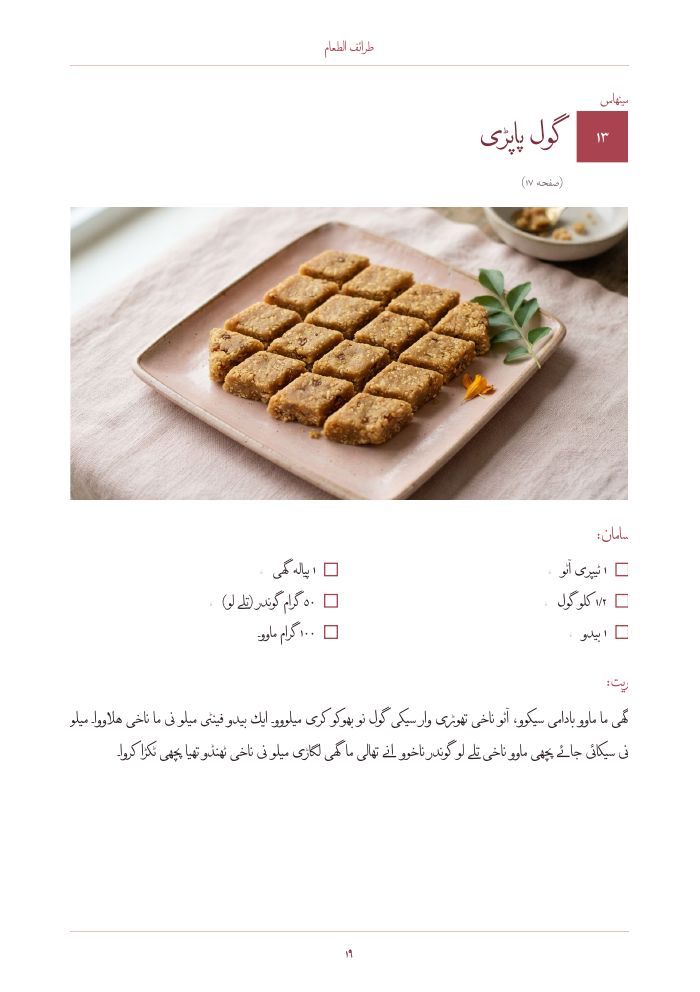 طرائف الطعام
میٹھاس
۱۳
گول پاپڑی
(صفحہ ۱۷)
سامان:
۱ ٹیپری آٹو
۱/۲ کلو گول
۱ بیدو
۱ پیالہ گھی
۵۰ گرام گوندر (تلے لو)
۱۰۰ گرام ماوو۔
ریت:
گھی ما ماوو بادامی سیکوو، آٹو ناخی تھوڑی وار سیکی گول نو بھوکو کری میلووو۔ ایك بیدو فینٹی میلو نی ما ناخی ھلاووا۔ میلو
نی سیکائی جائے پچھی ماوو ناخی تلے لو گوندر ناخوو انے تھالی ما گھی لگاڑی میلو نی ناخی ٹھنڈو تھیا پچھی ٹکڑا کروا۔
۱۹